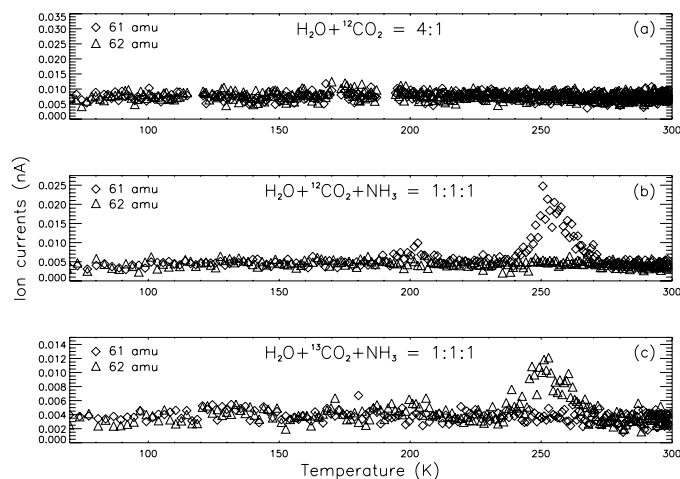 H₂O+¹²CO₂ = 4:1
(a)
◇ 61 amu
△ 62 amu
0.035
0.030
0.025
0.020
0.015
0.010
0.005
0.000
100 150 200 250 300
H₂O+¹²CO₂+NH₃ = 1:1:1
(b)
◇ 61 amu
△ 62 amu
0.025
0.020
0.015
0.010
0.005
0.000
100 150 200 250 300
H₂O+¹³CO₂+NH₃ = 1:1:1
(c)
◇ 61 amu
△ 62 amu
0.014
0.012
0.010
0.008
0.006
0.004
0.002
0.000
100 150 200 250 300
Ion currents (nA)
Temperature (K)